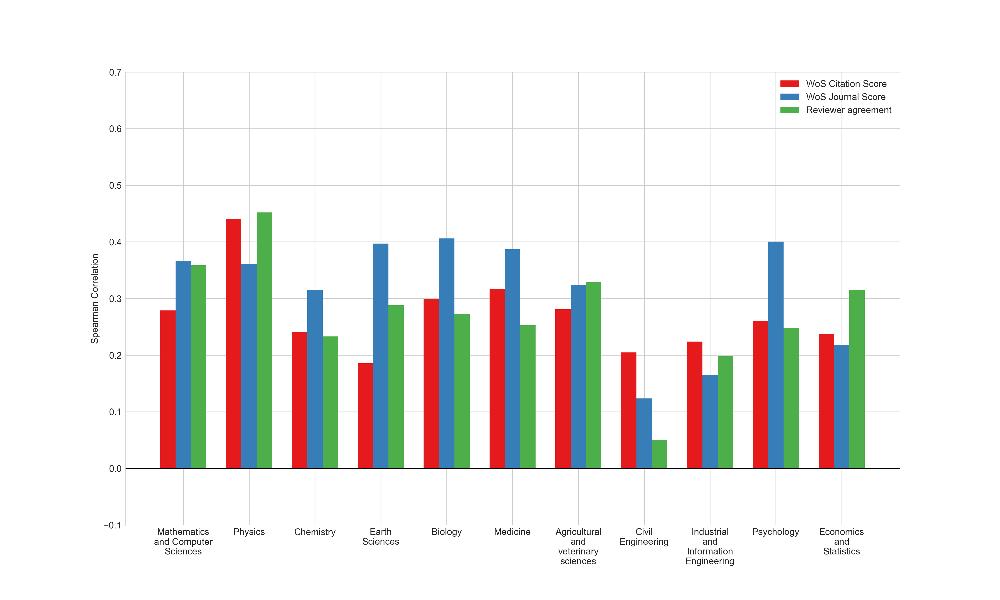 0.7
0.6
0.5
0.4
0.3
0.2
0.1
0.0
−0.1
Spearman Correlation
WoS Citation Score
WoS Journal Score
Reviewer agreement
Mathematics
and Computer
Sciences
Physics
Chemistry
Earth
Sciences
Biology
Medicine
Agricultural
and
veterinary
sciences
Civil
Engineering
Industrial
and
Information
Engineering
Psychology
Economics
and
Statistics